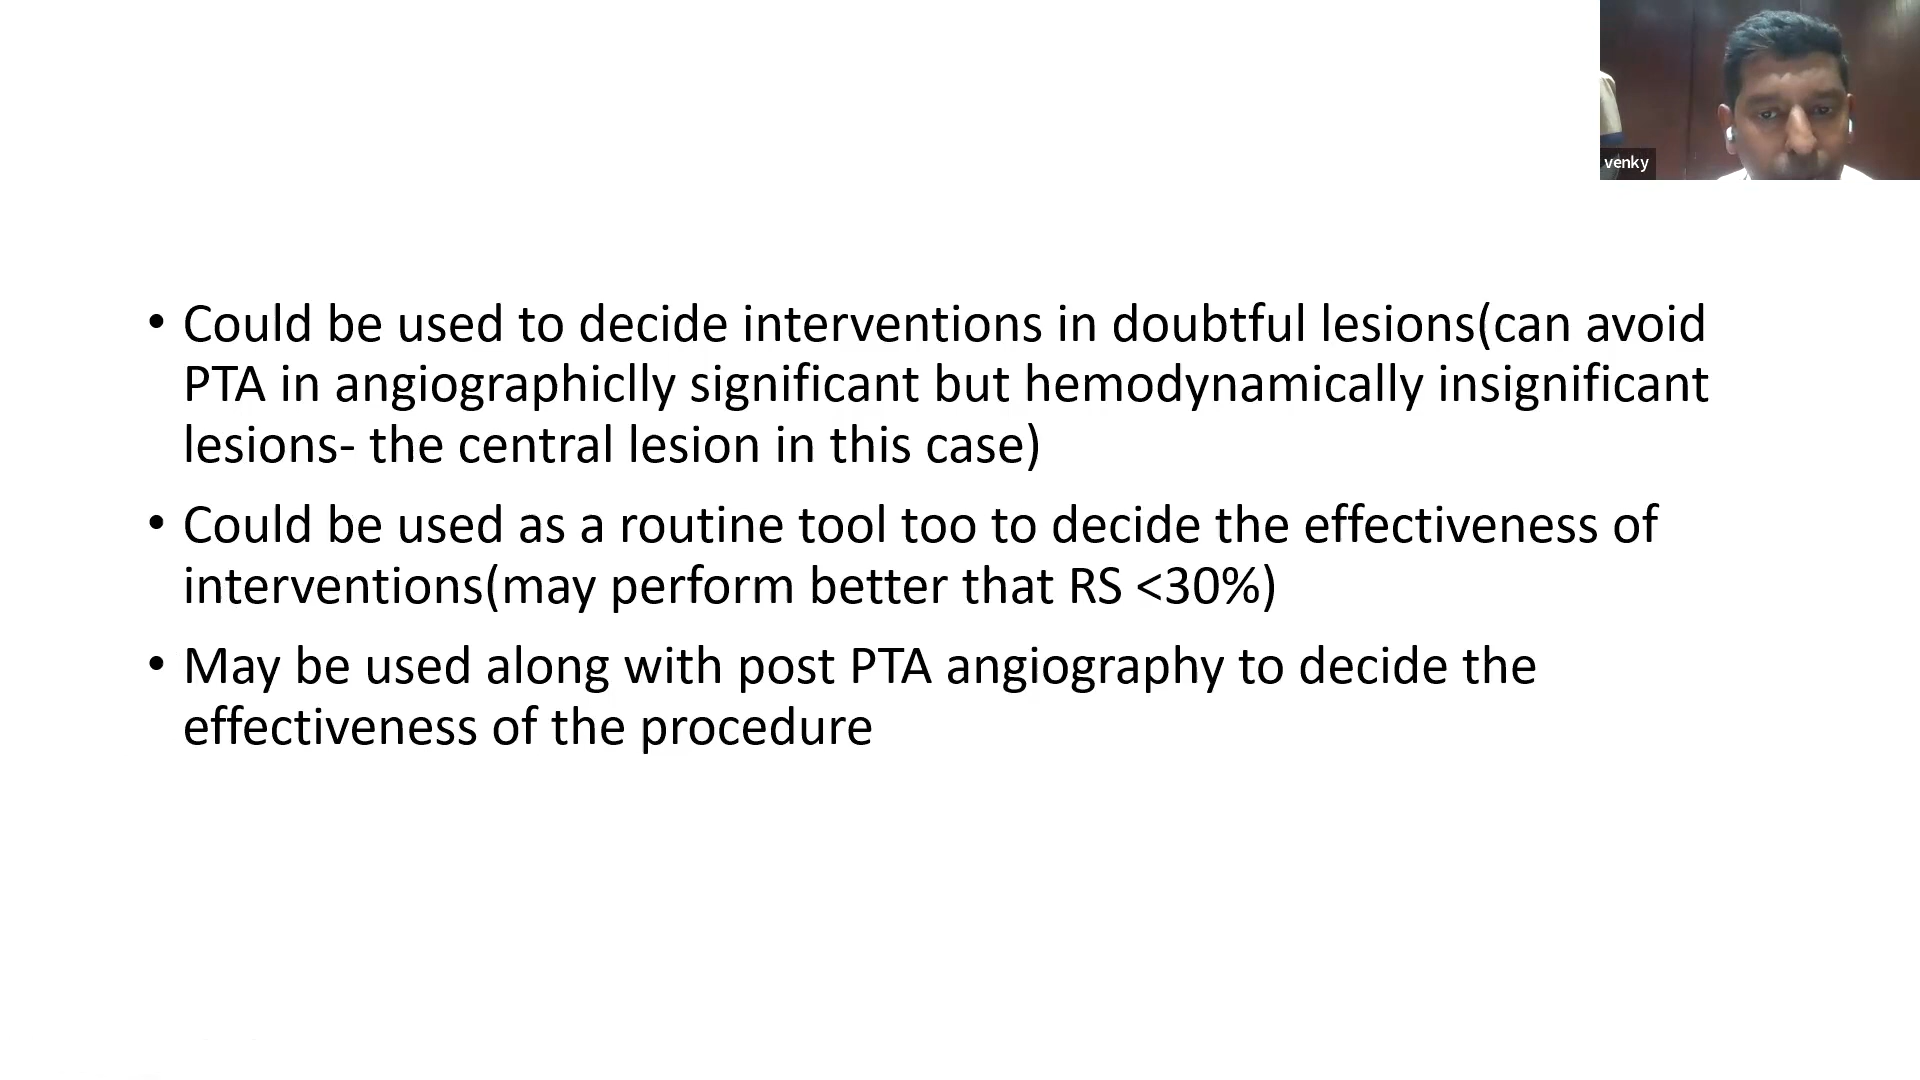 venky
• Could be used to decide interventions in doubtful lesions(can avoid
PTA in angiographiclly significant but hemodynamically insignificant
lesions- the central lesion in this case)
• Could be used as a routine tool too to decide the effectiveness of
interventions(may perform better that RS <30%)
• May be used along with post PTA angiography to decide the
effectiveness of the procedure